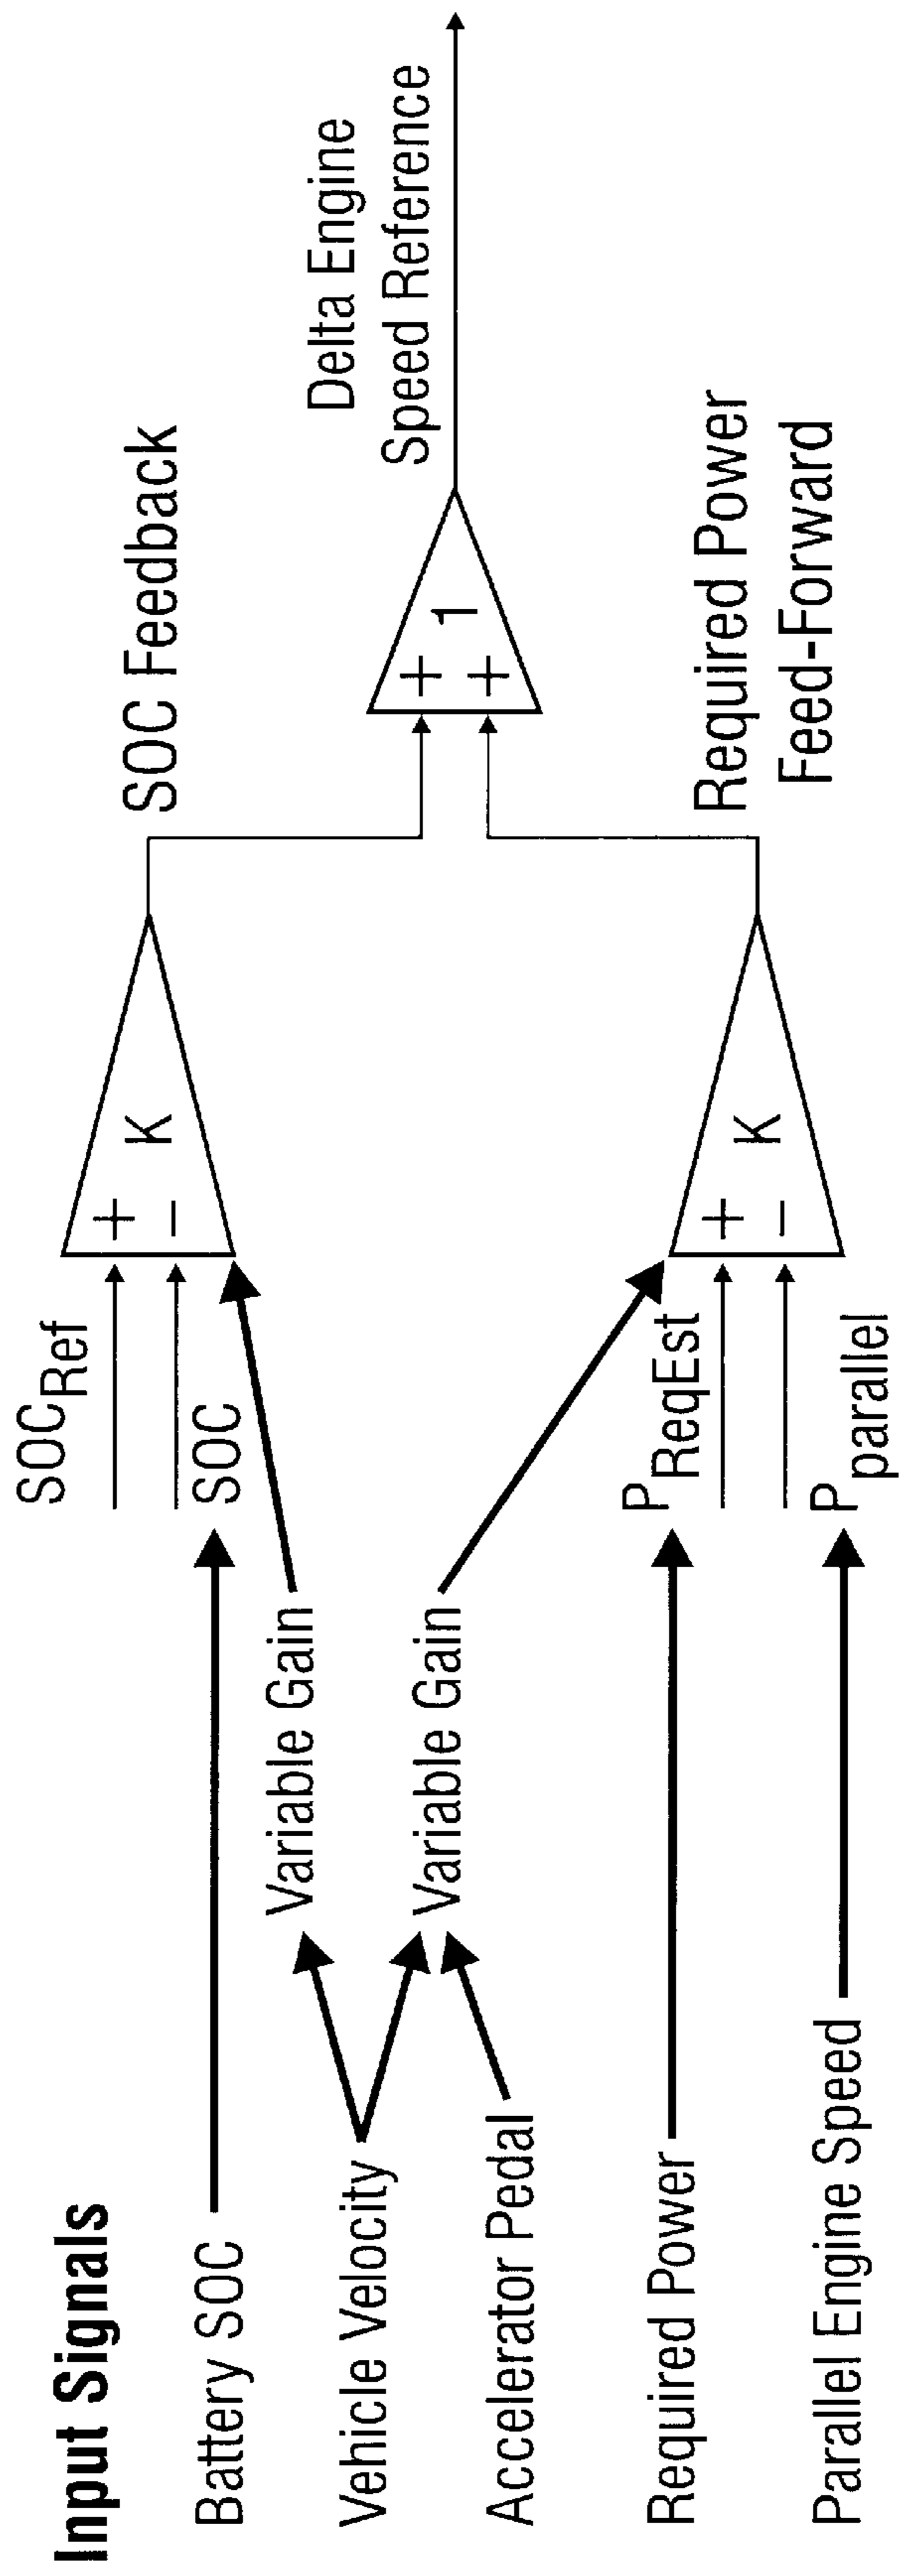 Input Signals
Battery SOC
Vehicle Velocity
Accelerator Pedal
Required Power
Parallel Engine Speed
Variable Gain
Variable Gain
SOCRef
SOC
PReqEst
Pparallel
+
−
K
+
−
K
SOC Feedback
Required Power
Feed-Forward
+
+
1
Delta Engine
Speed Reference